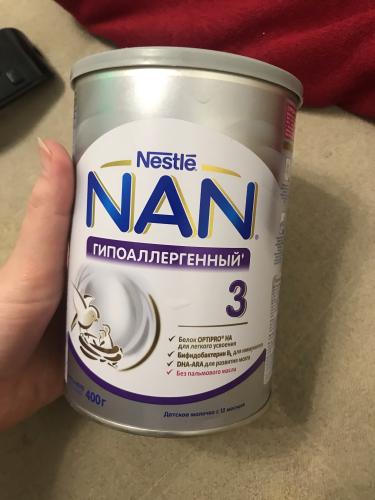 Nestlé
NAN®
ГИПОАЛЛЕРГЕННЫЙ
3
Белок OPTIPRO® HA
для легкого усвоения
Бифидобактерии BL для иммунитета
DHA-ARA для развития мозга
Без пальмового масла
400 г
Детское молочко с 12 месяцев